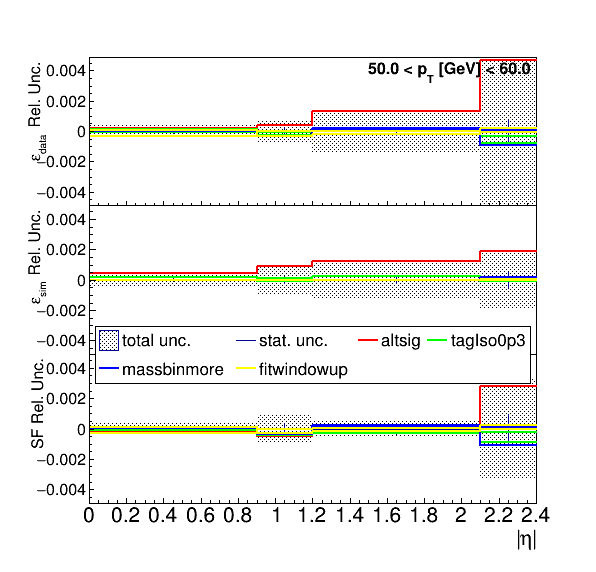 50.0 < p_T [GeV] < 60.0
ε_data Rel. Unc.
0.004
0.002
0
−0.002
−0.004
ε_sim Rel. Unc.
0.004
0.002
0
−0.002
−0.004
total unc. stat. unc. altsig tagIso0p3
massbinmore fitwindowup
SF Rel. Unc.
0.004
0.002
0
−0.002
−0.004
0 0.2 0.4 0.6 0.8 1 1.2 1.4 1.6 1.8 2 2.2 2.4
|η|